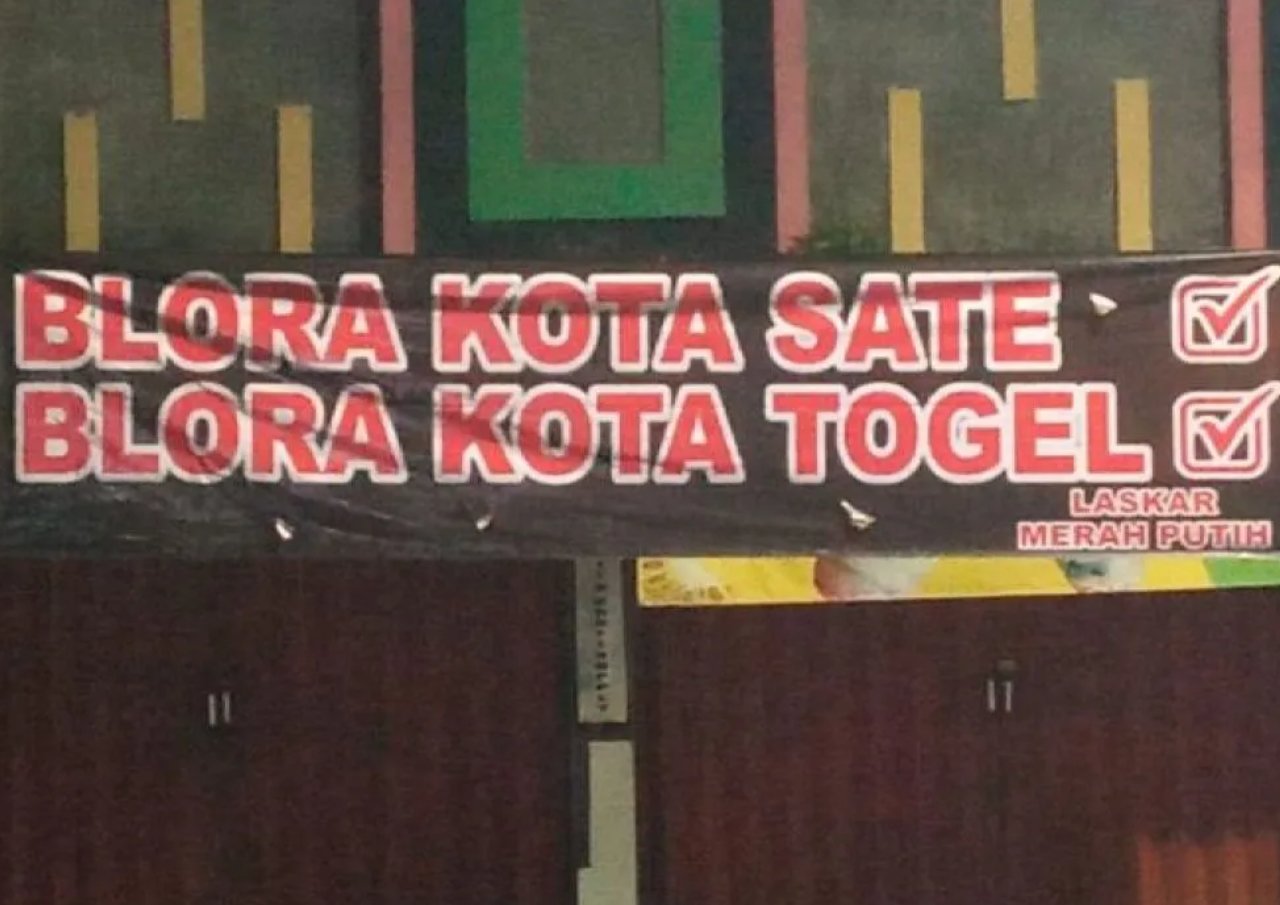 BLORA KOTA SATE
BLORA KOTA TOGEL
LASKAR
MERAH PUTIH